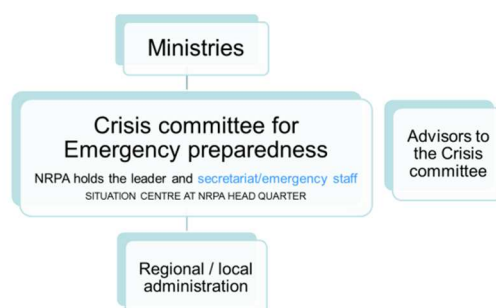 Ministries
Crisis committee for
Emergency preparedness
NRPA holds the leader and secretariat/emergency staff
SITUATION CENTRE AT NRPA HEAD QUARTER
Advisors to
the Crisis
committee
Regional / local
administration